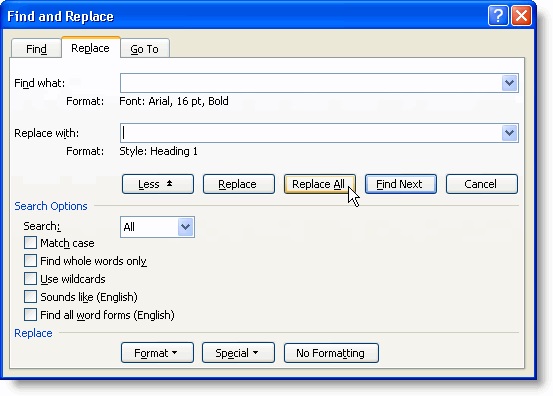 Find and Replace
Find Replace Go To
Find what:
Format: Font: Arial, 16 pt, Bold
Replace with:
Format: Style: Heading 1
Less Replace Replace All Find Next Cancel
Search Options
Search: All
Match case
Find whole words only
Use wildcards
Sounds like (English)
Find all word forms (English)
Replace
Format Special No Formatting